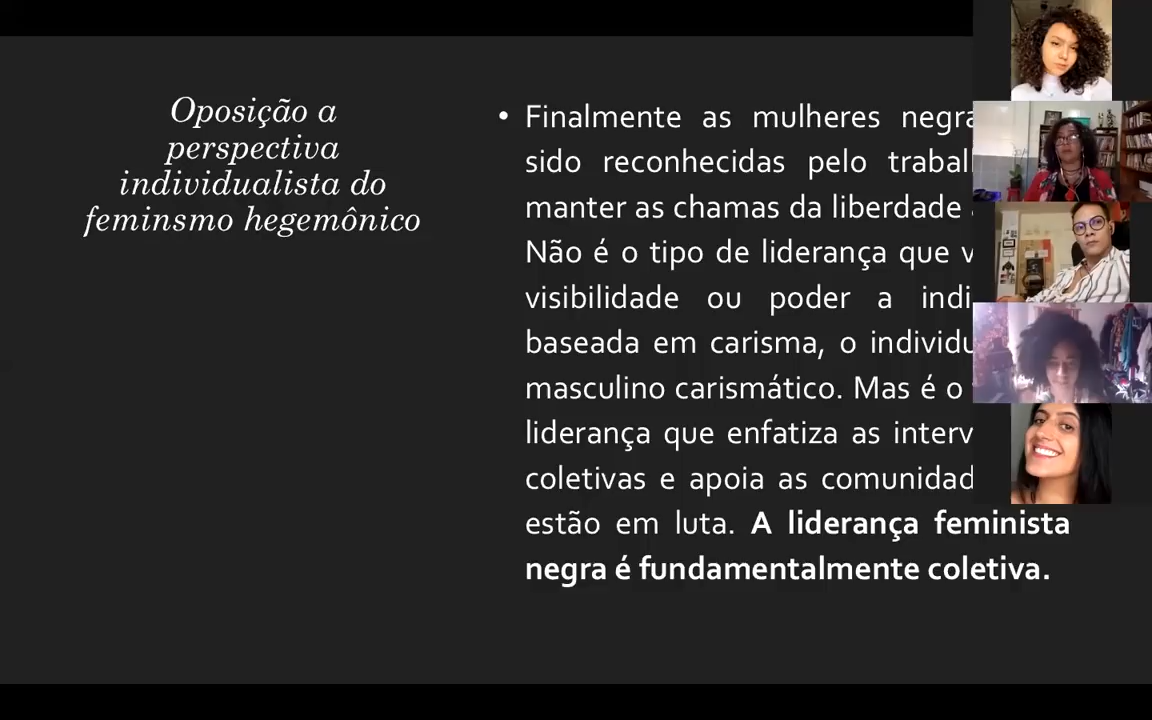 Oposição a
perspectiva
individualista do
feminsmo hegemônico
• Finalmente as mulheres negra
sido reconhecidas pelo trabal
manter as chamas da liberdade
Não é o tipo de liderança que v
visibilidade ou poder a indi
baseada em carisma, o individu
masculino carismático. Mas é o
liderança que enfatiza as interv
coletivas e apoia as comunidad
estão em luta. A liderança feminista
negra é fundamentalmente coletiva.